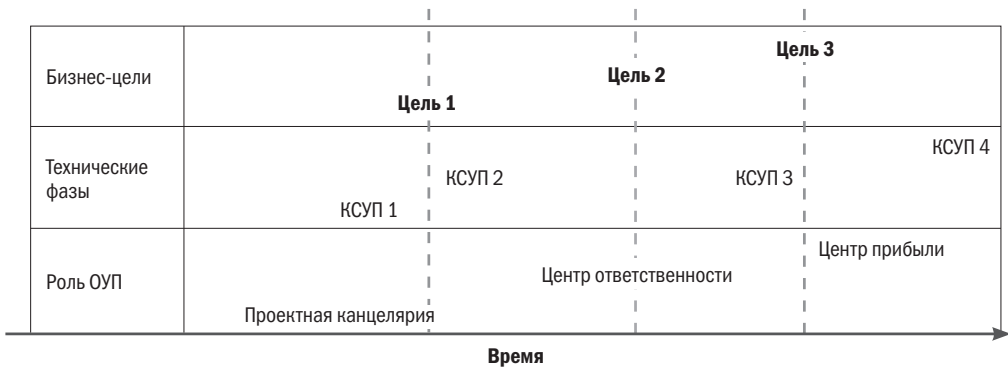 Бизнес-цели
Цель 1
Цель 2
Цель 3
Технические
фазы
КСУП 1
КСУП 2
КСУП 3
КСУП 4
Роль ОУП
Проектная канцелярия
Центр ответственности
Центр прибыли
Время